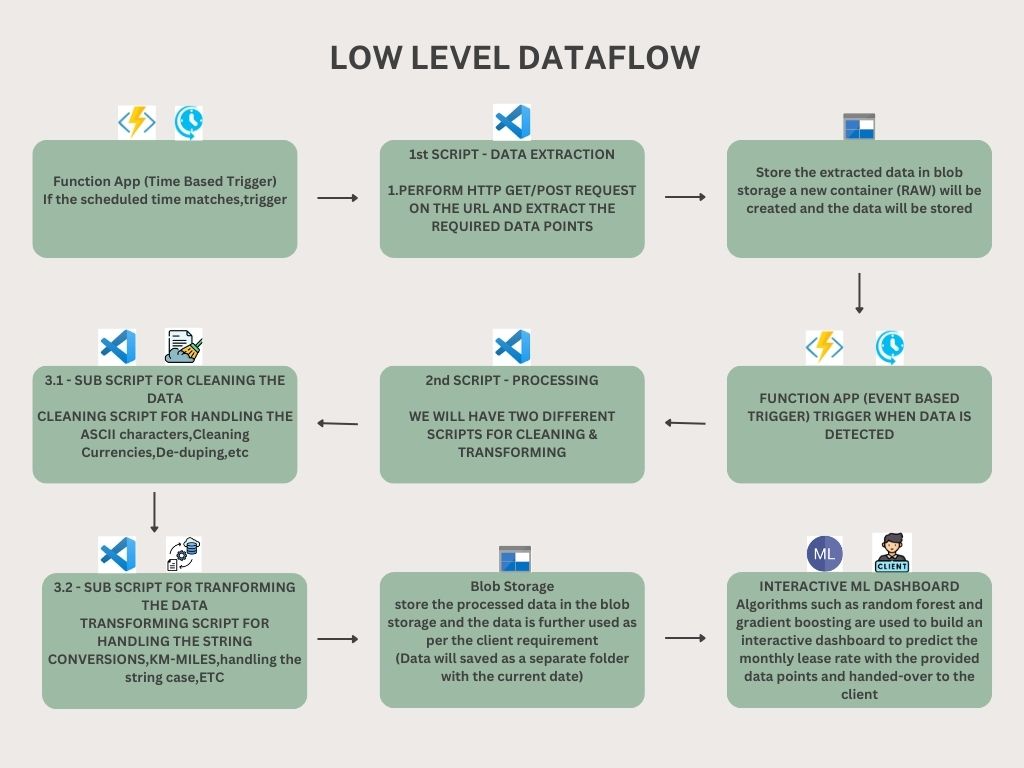 LOW LEVEL DATAFLOW
Function App (Time Based Trigger)
If the scheduled time matches,trigger
1st SCRIPT - DATA EXTRACTION
1.PERFORM HTTP GET/POST REQUEST
ON THE URL AND EXTRACT THE
REQUIRED DATA POINTS
Store the extracted data in blob
storage a new container (RAW) will be
created and the data will be stored
3.1 - SUB SCRIPT FOR CLEANING THE
DATA
CLEANING SCRIPT FOR HANDLING THE
ASCII characters,Cleaning
Currencies,De-duping,etc
2nd SCRIPT - PROCESSING
WE WILL HAVE TWO DIFFERENT
SCRIPTS FOR CLEANING &
TRANSFORMING
FUNCTION APP (EVENT BASED
TRIGGER) TRIGGER WHEN DATA IS
DETECTED
3.2 - SUB SCRIPT FOR TRANFORMING
THE DATA
TRANSFORMING SCRIPT FOR
HANDLING THE STRING
CONVERSIONS,KM-MILES,handling the
string case,ETC
Blob Storage
store the processed data in the blob
storage and the data is further used as
per the client requirement
(Data will saved as a separate folder
with the current date)
ML
CLIENT
INTERACTIVE ML DASHBOARD
Algorithms such as random forest and
gradient boosting are used to build an
interactive dashboard to predict the
monthly lease rate with the provided
data points and handed-over to the
client